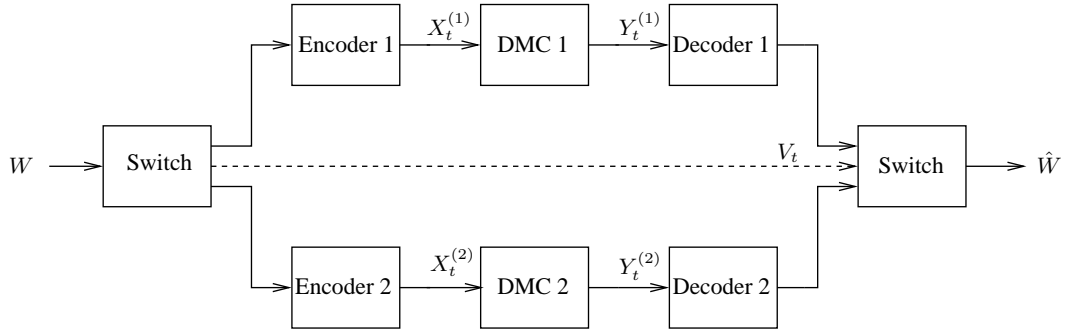 Encoder 1
X_t^{(1)}
DMC 1
Y_t^{(1)}
Decoder 1
W
Switch
V_t
Switch
Ŵ
Encoder 2
X_t^{(2)}
DMC 2
Y_t^{(2)}
Decoder 2